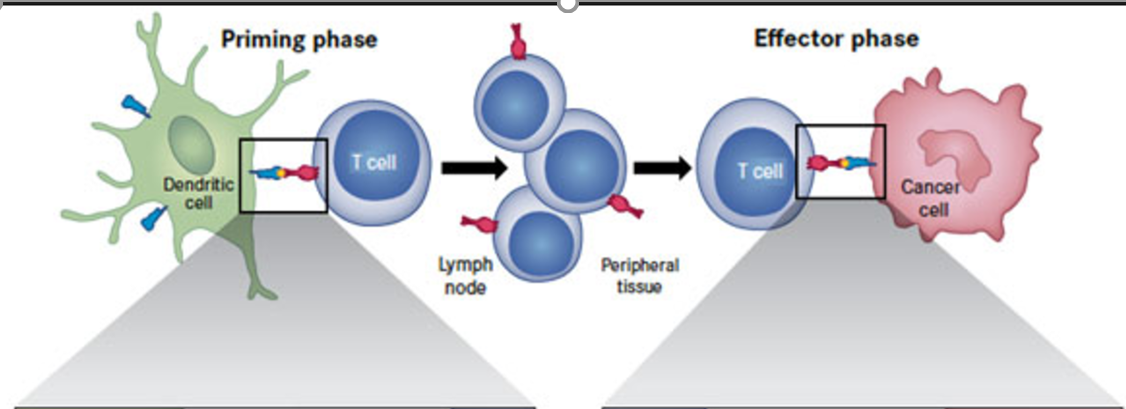 Priming phase
Effector phase
T cell
Dendritic
cell
Lymph
node
Peripheral
tissue
T cell
Cancer
cell